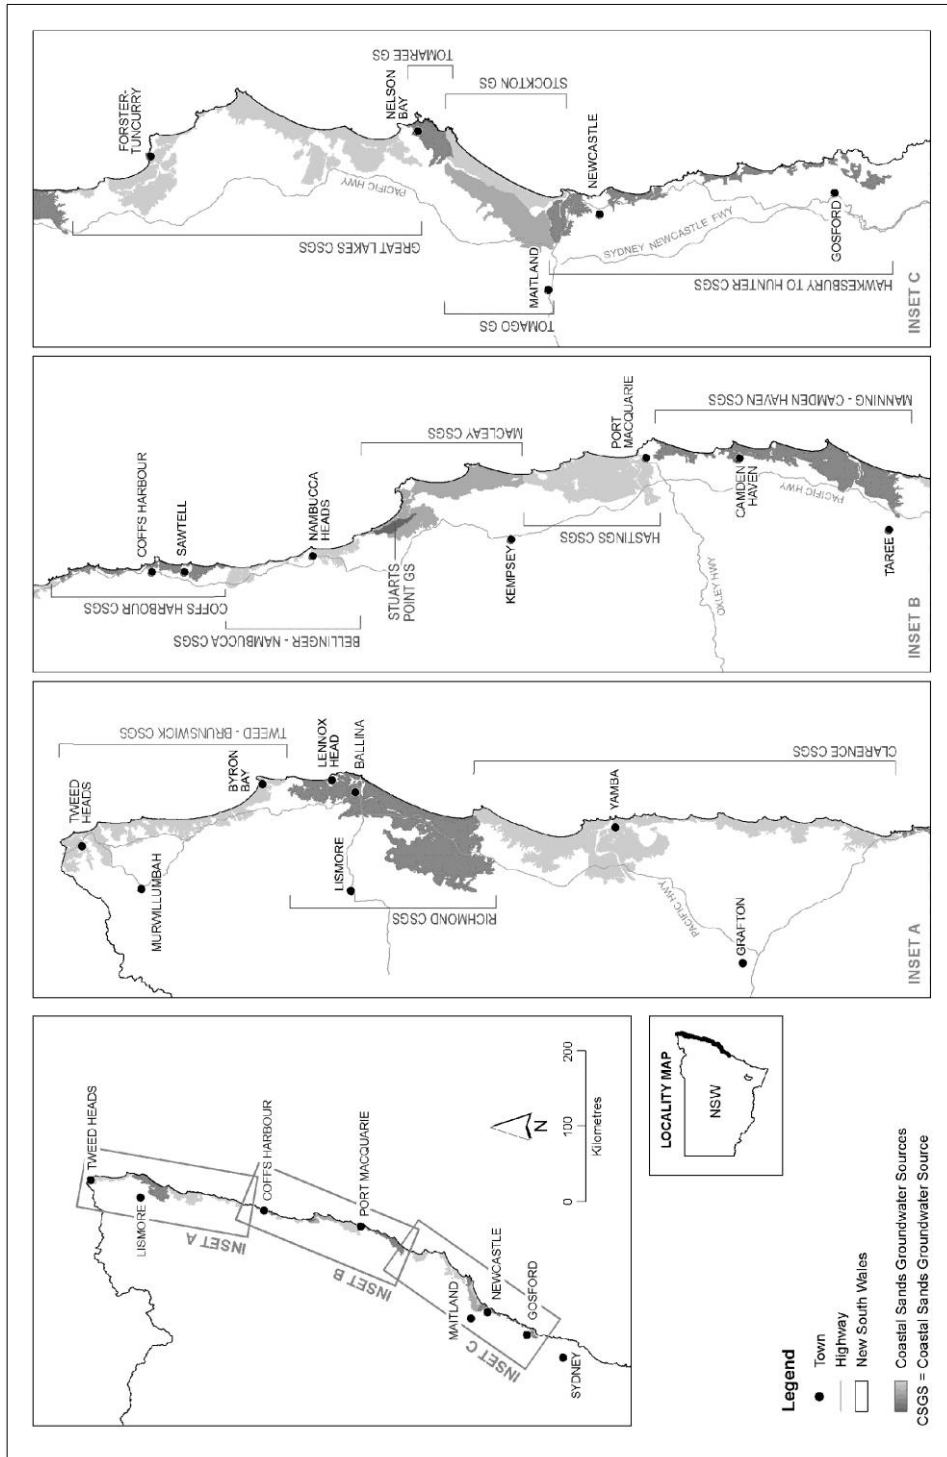 TWEED HEADS
LISMORE
INSET A
COFFS HARBOUR
INSET B
PORT MACQUARIE
MAITLAND
NEWCASTLE
INSET C
GOSFORD
SYDNEY
N
0
100
200
Kilometres
LOCALITY MAP
NSW
Legend
Town
Highway
New South Wales
Coastal Sands Groundwater Sources
CSGS = Coastal Sands Groundwater Source
TWEED
HEADS
MURWILLUMBAH
TWEED - BRUNSWICK CSGS
BYRON
BAY
LENNOX
HEAD
BALLINA
LISMORE
RICHMOND CSGS
CLARENCE CSGS
YAMBA
PACIFIC HWY
GRAFTON
INSET A
COFFS HARBOUR
SAWTELL
COFFS HARBOUR CSGS
NAMBUCCA
HEADS
BELLINGER - NAMBUCCA CSGS
MACLEAY CSGS
STUARTS
POINT GS
KEMPSEY
HASTINGS CSGS
PORT
MACQUARIE
OXLEY HWY
CAMDEN
HAVEN
MANNING - CAMDEN HAVEN CSGS
PACIFIC HWY
TAREE
INSET B
FORSTER-
TUNCURRY
PACIFIC HWY
GREAT LAKES CSGS
NELSON
BAY
TOMAREE GS
STOCKTON GS
TOMAGO GS
MAITLAND
NEWCASTLE
SYDNEY NEWCASTLE FWY
HAWKESBURY TO HUNTER CSGS
GOSFORD
INSET C